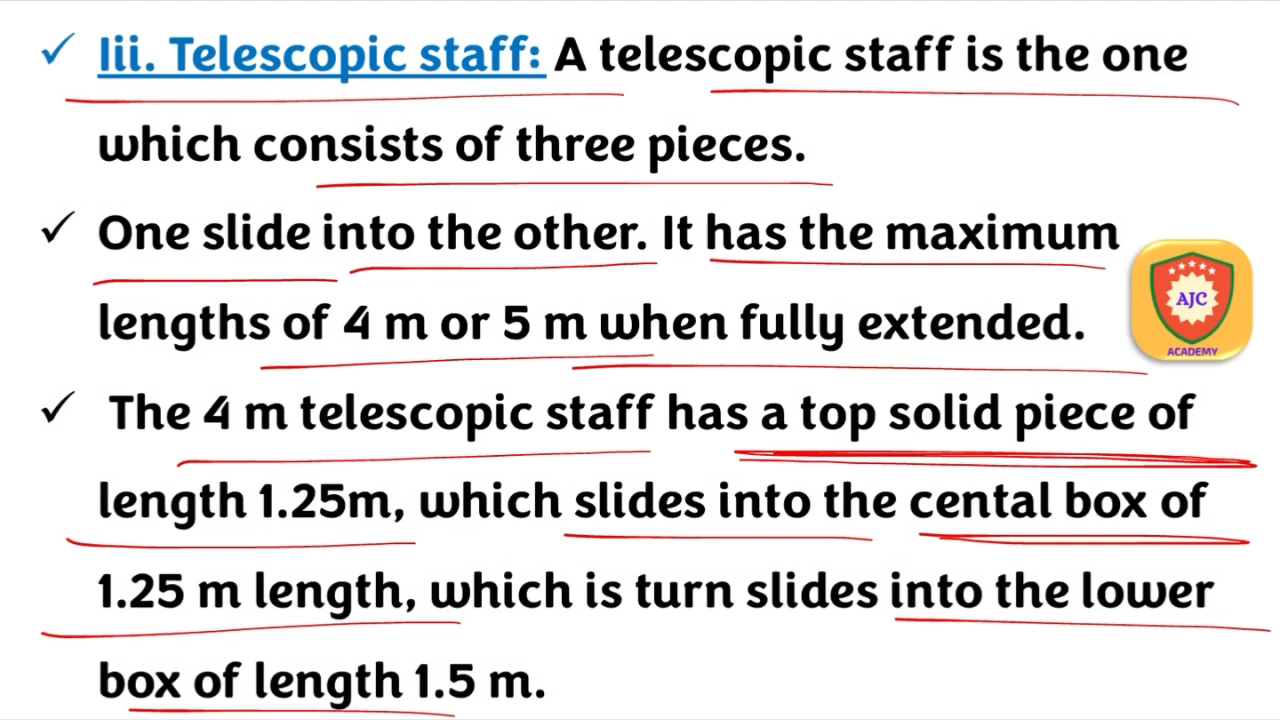 ✓ Iii. Telescopic staff: A telescopic staff is the one
which consists of three pieces.
✓ One slide into the other. It has the maximum
lengths of 4 m or 5 m when fully extended.
✓ The 4 m telescopic staff has a top solid piece of
length 1.25m, which slides into the cental box of
1.25 m length, which is turn slides into the lower
box of length 1.5 m.
AJC
ACADEMY